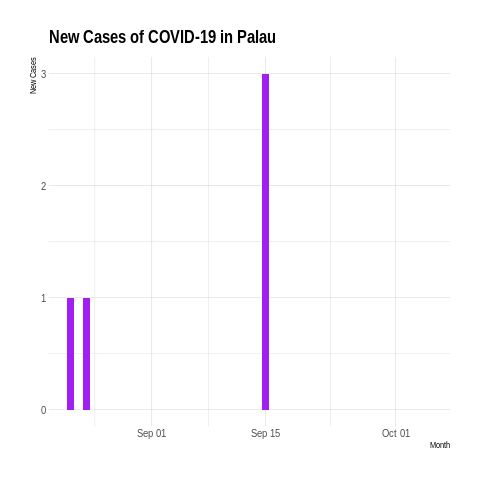 New Cases of COVID-19 in Palau
New Cases
3
2
1
0
Sep 01
Sep 15
Oct 01
Month